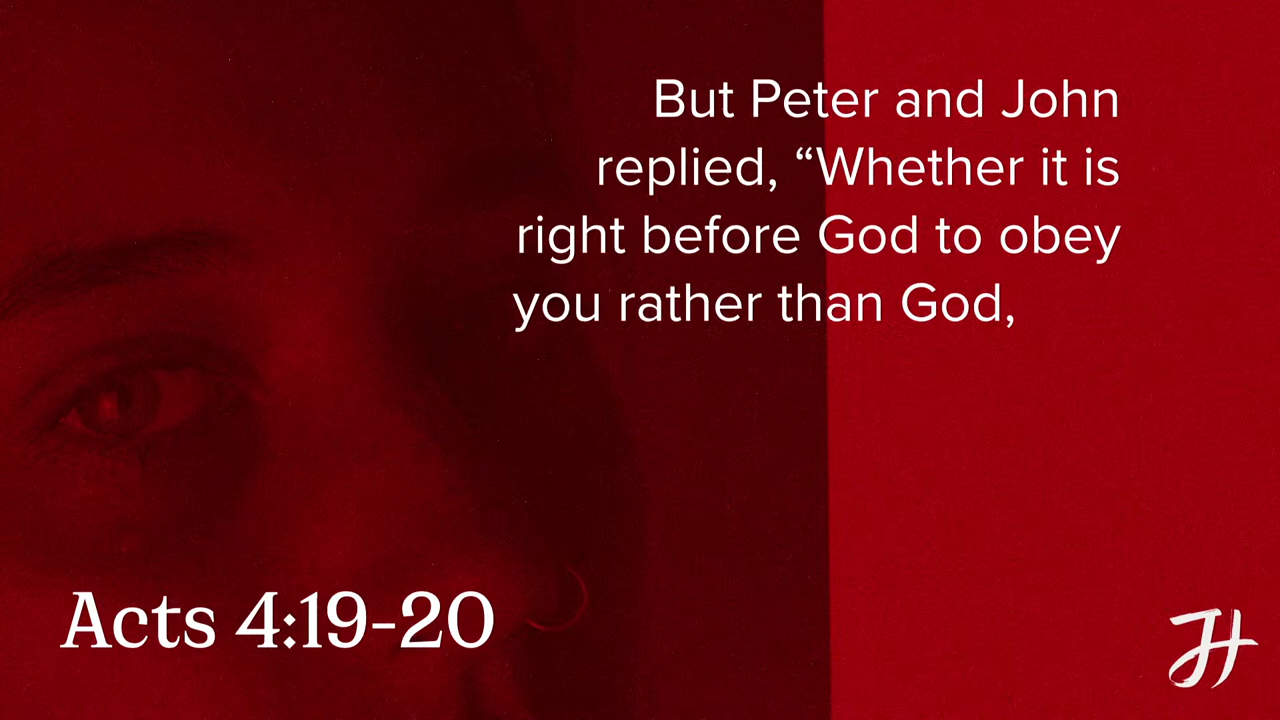 But Peter and John
replied, “Whether it is
right before God to obey
you rather than God,
Acts 4:19-20
JH